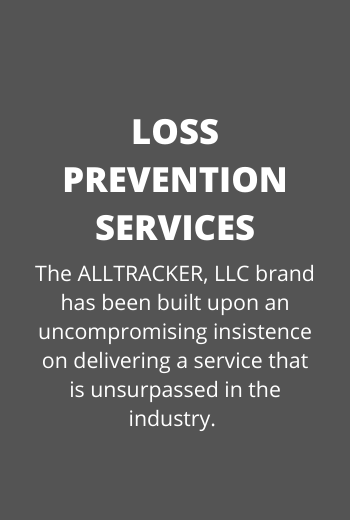 LOSS
PREVENTION
SERVICES
The ALLTRACKER, LLC brand
has been built upon an
uncompromising insistence
on delivering a service that
is unsurpassed in the
industry.